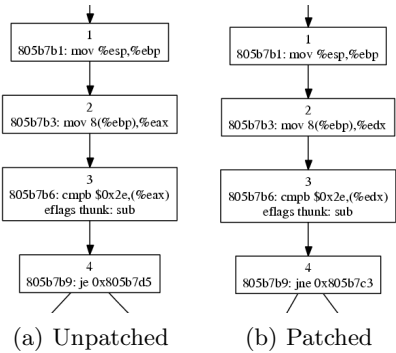 1
805b7b1: mov %esp,%ebp
2
805b7b3: mov 8(%ebp),%eax
3
805b7b6: cmpb $0x2e,(%eax)
eflags thunk: sub
4
805b7b9: je 0x805b7d5
(a) Unpatched
1
805b7b1: mov %esp,%ebp
2
805b7b3: mov 8(%ebp),%edx
3
805b7b6: cmpb $0x2e,(%edx)
eflags thunk: sub
4
805b7b9: jne 0x805b7c3
(b) Patched